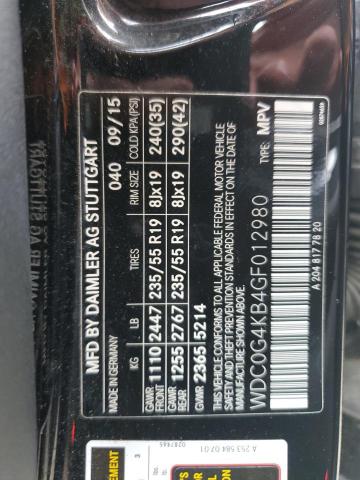 MFD BY DAIMLER AG STUTTGART
MADE IN GERMANY 040 09/15
KG LB TIRES RIM SIZE COLD KPA (PSI)
GAWR FRONT 1110 2447 235/55 R19 8Jx19 240(35)
GAWR REAR 1255 2767 235/55 R19 8Jx19 290(42)
GVWR 2365 5214
THIS VEHICLE CONFORMS TO ALL APPLICABLE FEDERAL MOTOR VEHICLE
SAFETY AND THEFT PREVENTION STANDARDS IN EFFECT ON THE DATE OF
MANUFACTURE SHOWN ABOVE.
WDC0G4KB4GF012980 TYPE: MPV
A 204 817 78 20
A 253 584 07 01